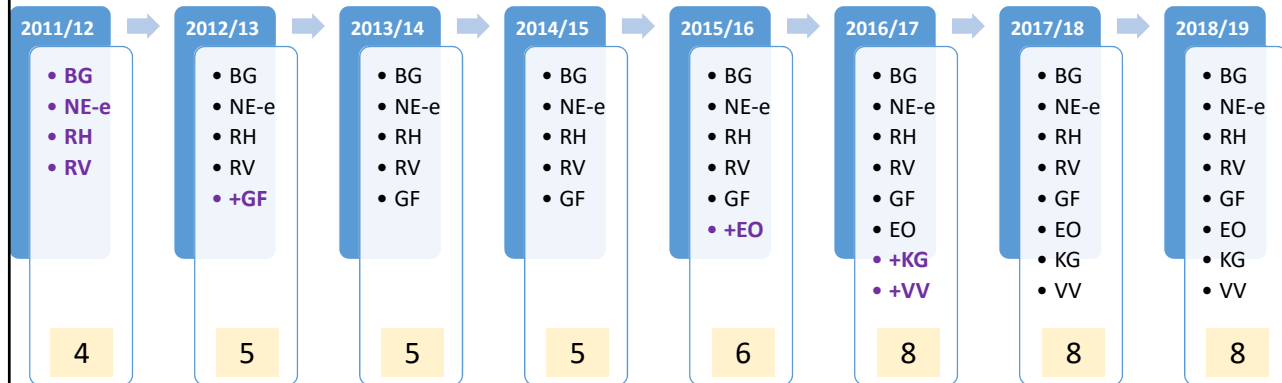 2011/12
• BG
• NE-e
• RH
• RV
4
2012/13
• BG
• NE-e
• RH
• RV
• +GF
5
2013/14
• BG
• NE-e
• RH
• RV
• GF
5
2014/15
• BG
• NE-e
• RH
• RV
• GF
5
2015/16
• BG
• NE-e
• RH
• RV
• GF
• +EO
6
2016/17
• BG
• NE-e
• RH
• RV
• GF
• EO
• +KG
• +VV
8
2017/18
• BG
• NE-e
• RH
• RV
• GF
• EO
• KG
• VV
8
2018/19
• BG
• NE-e
• RH
• RV
• GF
• EO
• KG
• VV
8